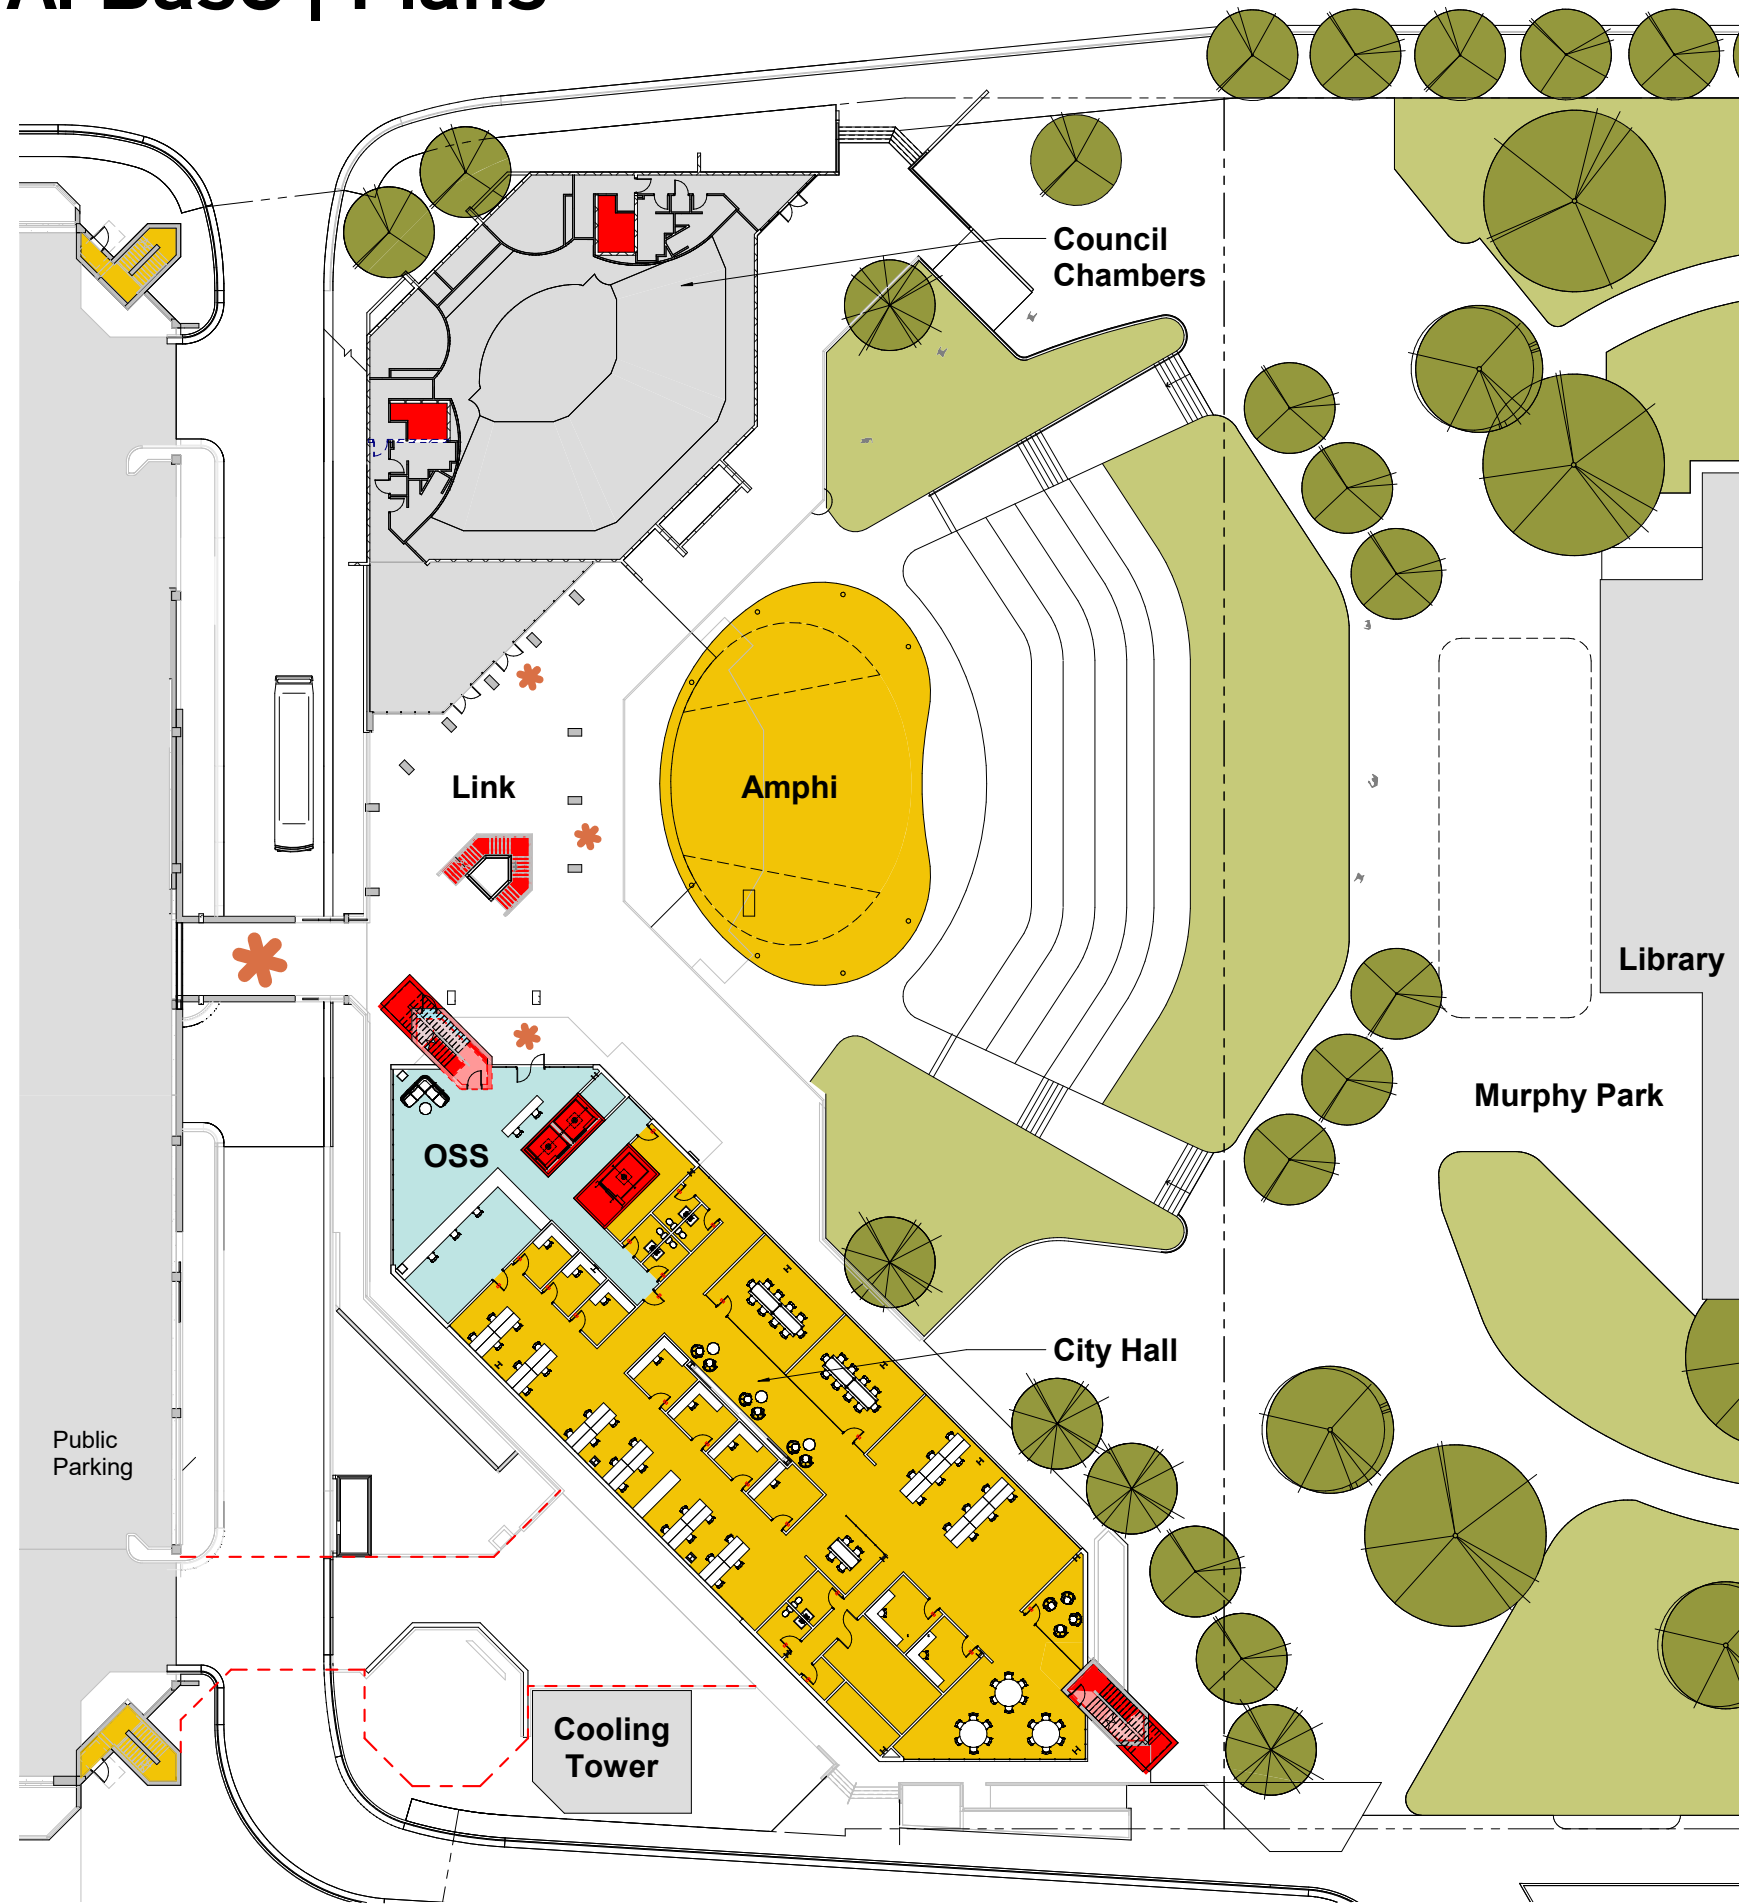 Council
Chambers
Link
Amphi
Library
Murphy Park
OSS
City Hall
Public
Parking
Cooling
Tower